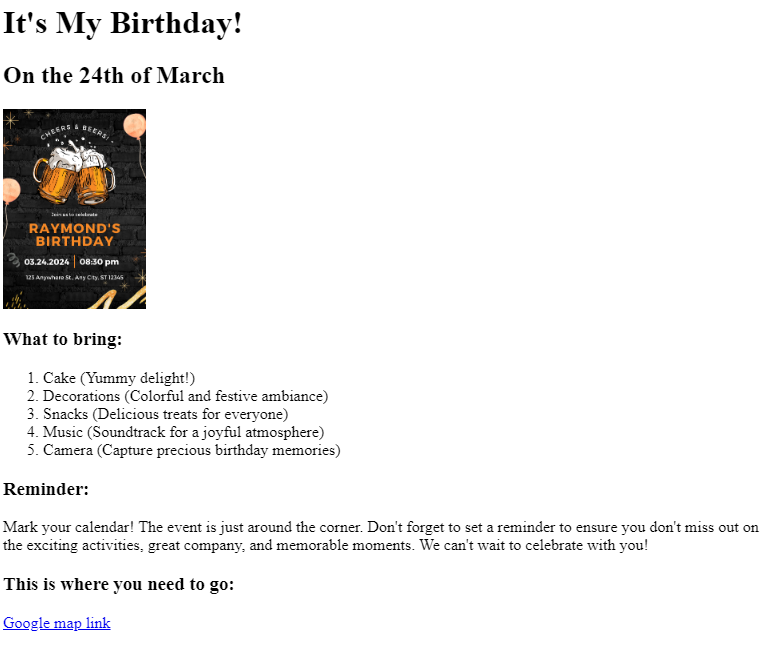 It's My Birthday!
On the 24th of March
CHEERS & BEERS!
Join us to celebrate
RAYMOND'S
BIRTHDAY
03.24.2024 | 08:30 pm
123 Anywhere St., Any City, ST 12345
What to bring:
1. Cake (Yummy delight!)
2. Decorations (Colorful and festive ambiance)
3. Snacks (Delicious treats for everyone)
4. Music (Soundtrack for a joyful atmosphere)
5. Camera (Capture precious birthday memories)
Reminder:
Mark your calendar! The event is just around the corner. Don't forget to set a reminder to ensure you don't miss out on
the exciting activities, great company, and memorable moments. We can't wait to celebrate with you!
This is where you need to go:
Google map link